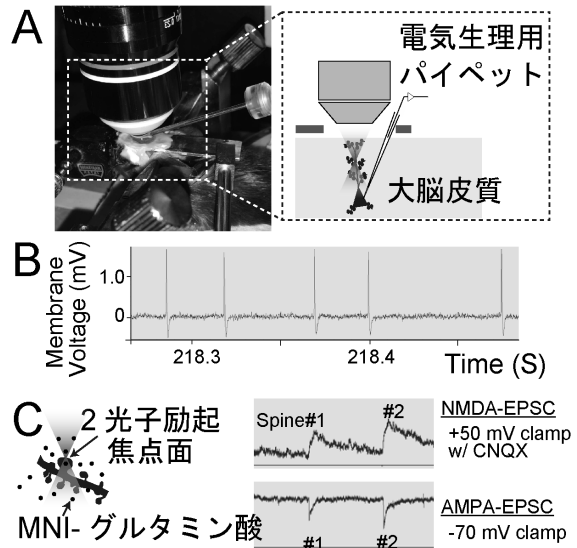 A
電気生理用
パイペット
大脳皮質
B
Membrane
Voltage (mV)
1.0
0
218.3
218.4
Time (S)
C
2 光子励起
焦点面
MNI- グルタミン酸
Spine#1
#2
NMDA-EPSC
+50 mV clamp
w/ CNQX
#1
#2
AMPA-EPSC
-70 mV clamp